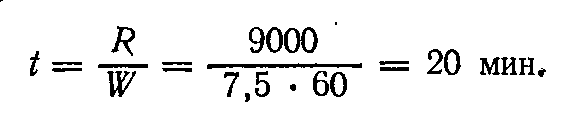 t = R/W = 9000/(7,5 · 60) = 20 мин.